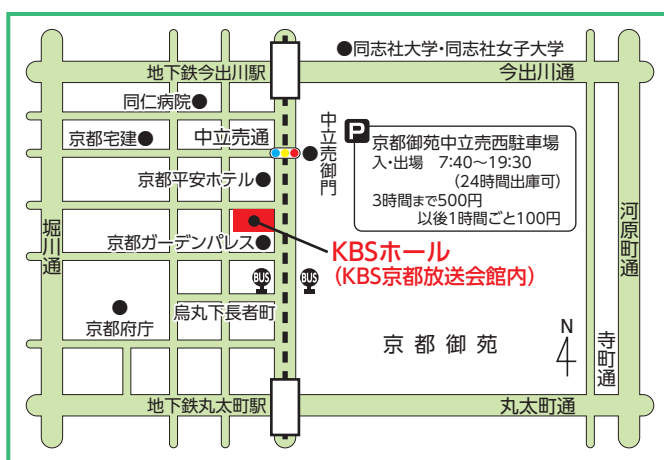 ●同志社大学・同志社女子大学
地下鉄今出川駅
今出川通
同仁病院●
京都宅建●
中立売通
中立売御門
P
京都御苑中立売西駐車場
入・出場 7:40～19:30
(24時間出庫可)
3時間まで500円
以後1時間ごと100円
京都平安ホテル●
堀川通
河原町通
京都ガーデンパレス●
KBSホール
(KBS京都放送会館内)
BUS
BUS
烏丸下長者町
京都府庁
京都御苑
N
寺町通
地下鉄丸太町駅
丸太町通